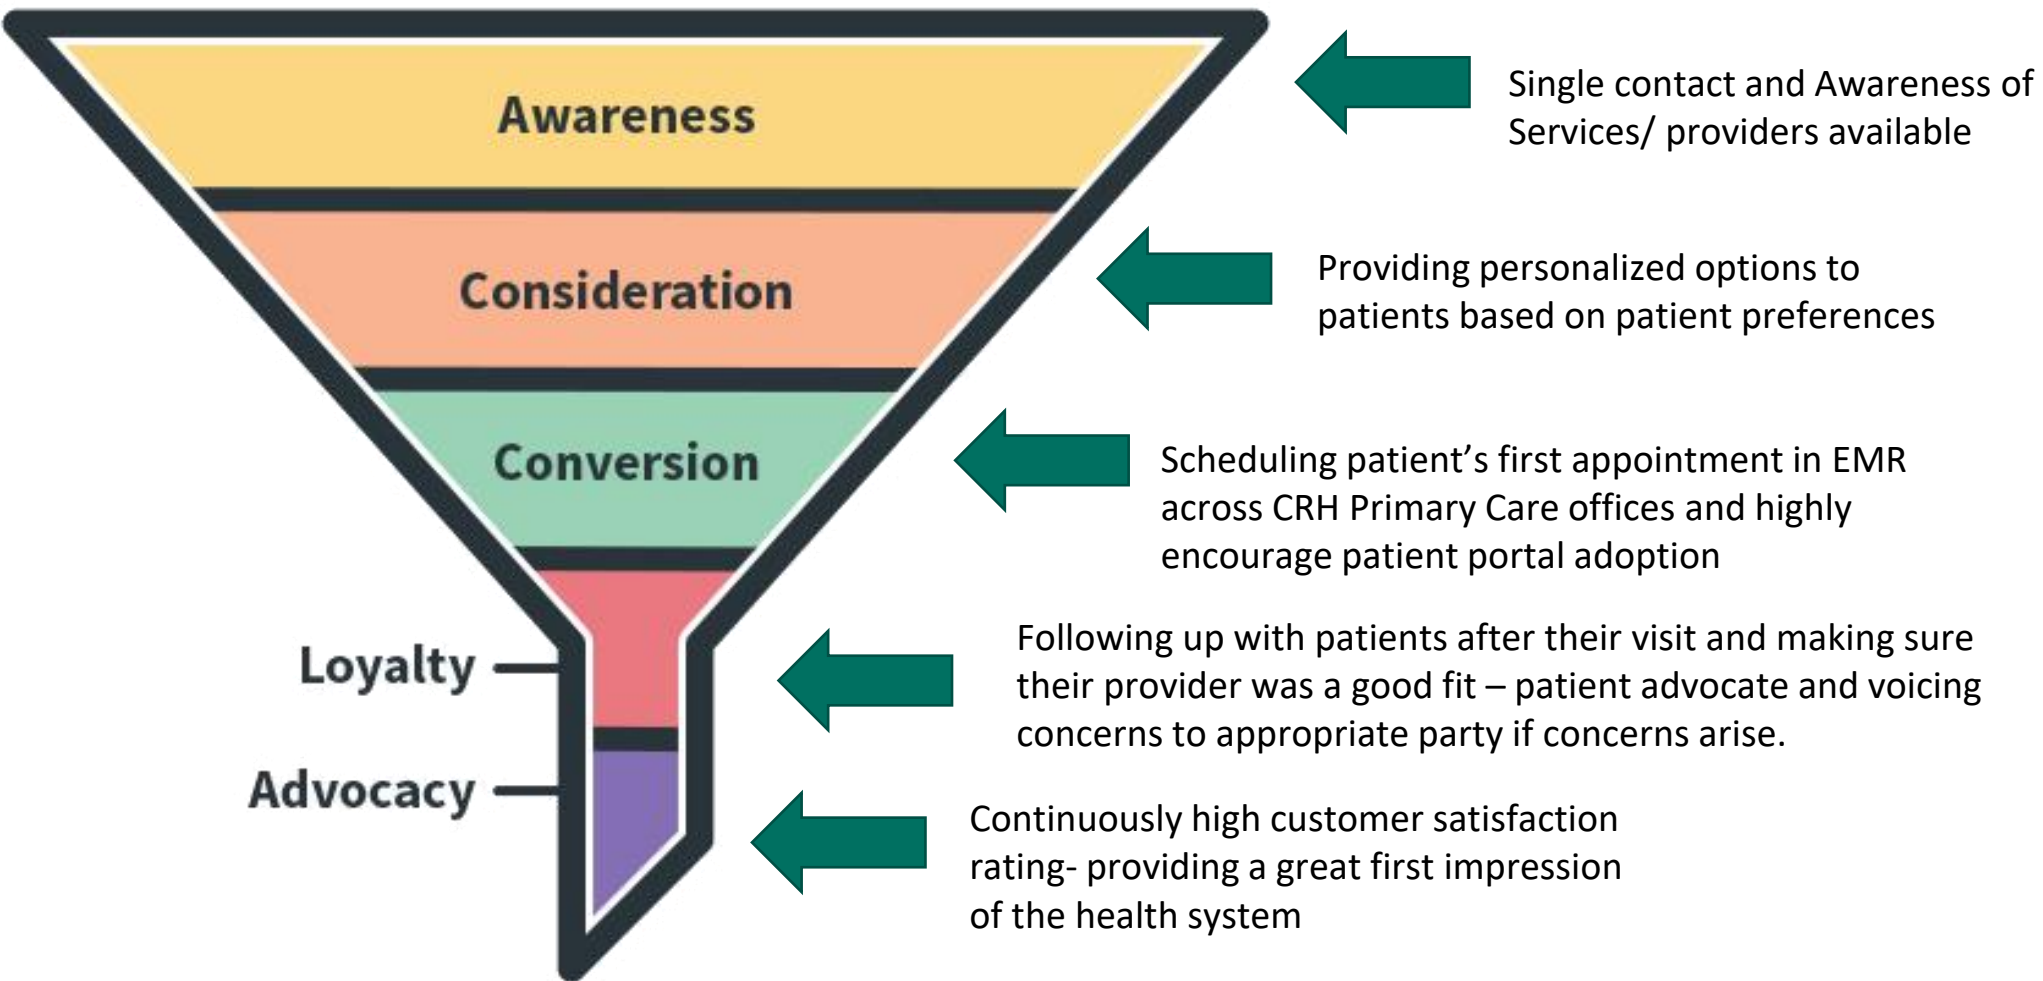 Awareness
Single contact and Awareness of
Services/ providers available
Consideration
Providing personalized options to
patients based on patient preferences
Conversion
Scheduling patient’s first appointment in EMR
across CRH Primary Care offices and highly
encourage patient portal adoption
Loyalty
Following up with patients after their visit and making sure
their provider was a good fit – patient advocate and voicing
concerns to appropriate party if concerns arise.
Advocacy
Continuously high customer satisfaction
rating- providing a great first impression
of the health system